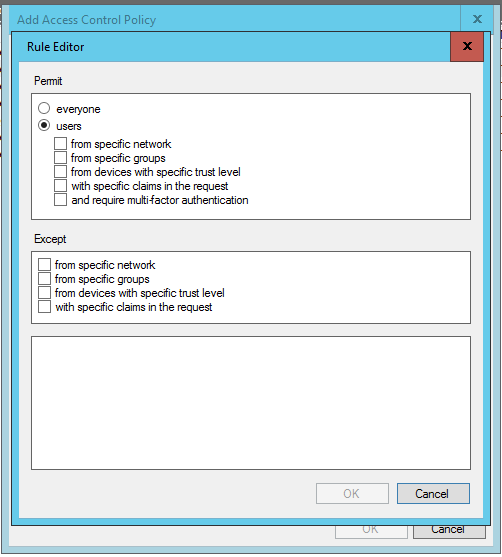 Add Access Control Policy
x
Rule Editor
x
Permit
everyone
users
from specific network
from specific groups
from devices with specific trust level
with specific claims in the request
and require multi-factor authentication
Except
from specific network
from specific groups
from devices with specific trust level
with specific claims in the request
OK
Cancel
OK
Cancel